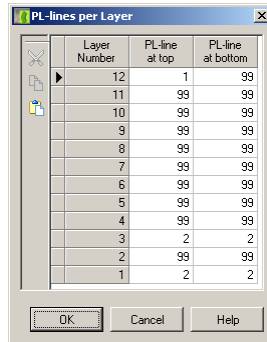 PL-lines per Layer
Layer Number PL-line at top PL-line at bottom
12 1 99
11 99 99
10 99 99
9 99 99
8 99 99
7 99 99
6 99 99
5 99 99
4 99 99
3 2 2
2 99 99
1 2 2
OK Cancel Help